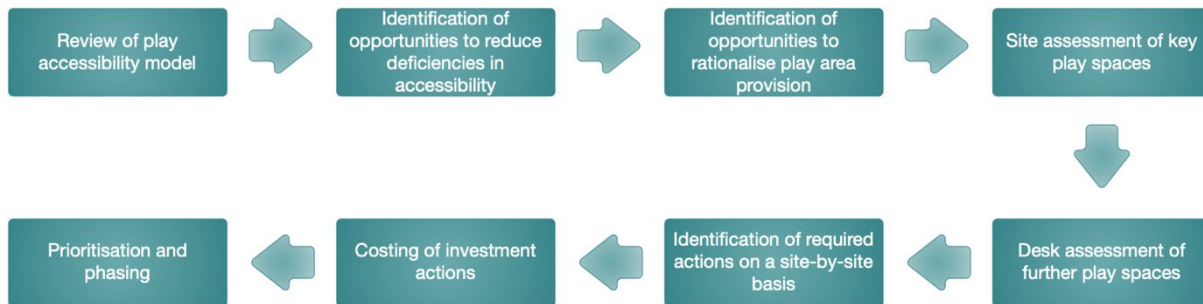 Review of play
accessibility model
Identification of
opportunities to reduce
deficiencies in
accessibility
Identification of
opportunities to
rationalise play area
provision
Site assessment of key
play spaces
Desk assessment of
further play spaces
Identification of required
actions on a site-by-site
basis
Costing of investment
actions
Prioritisation and
phasing